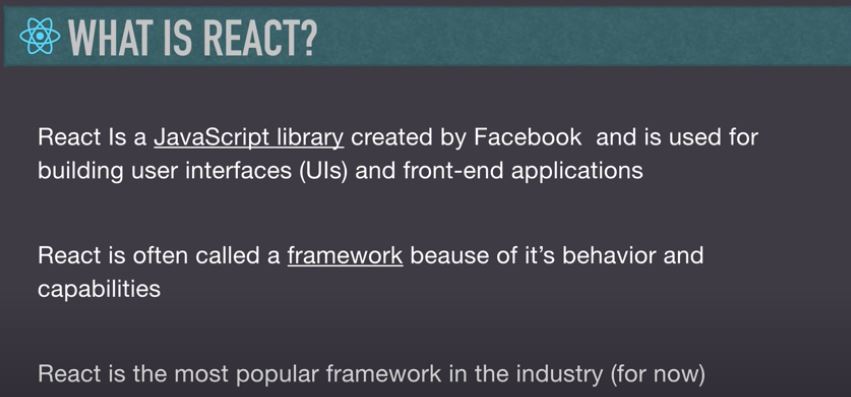 WHAT IS REACT?
React Is a JavaScript library created by Facebook and is used for
building user interfaces (UIs) and front-end applications
React is often called a framework beause of it's behavior and
capabilities
React is the most popular framework in the industry (for now)